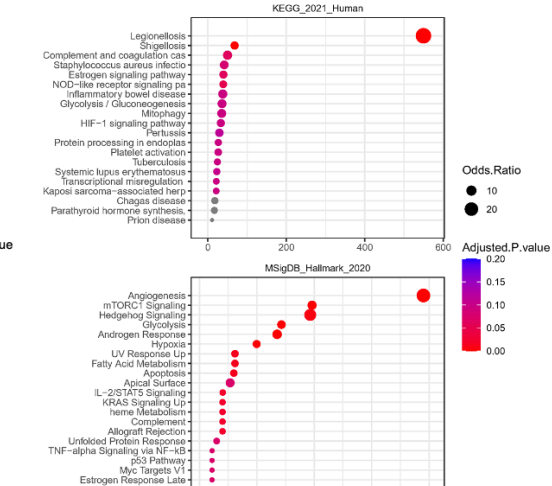 KEGG_2021_Human
Legionellosis
Shigellosis
Complement and coagulation cas
Staphylococcus aureus infectio
Estrogen signaling pathway
NOD−like receptor signaling pa
Inflammatory bowel disease
Glycolysis / Gluconeogenesis
Mitophagy
HIF−1 signaling pathway
Pertussis
Protein processing in endoplas
Platelet activation
Tuberculosis
Systemic lupus erythematosus
Transcriptional misregulation
Kaposi sarcoma−associated herp
Chagas disease
Parathyroid hormone synthesis,
Prion disease
0 200 400 600
Odds.Ratio
10
20
ue
Adjusted.P.value
0.20
0.15
0.10
0.05
0.00
MSigDB_Hallmark_2020
Angiogenesis
mTORC1 Signaling
Hedgehog Signaling
Glycolysis
Androgen Response
Hypoxia
UV Response Up
Fatty Acid Metabolism
Apoptosis
Apical Surface
IL−2/STAT5 Signaling
KRAS Signaling Up
heme Metabolism
Complement
Allograft Rejection
Unfolded Protein Response
TNF−alpha Signaling via NF−kB
p53 Pathway
Myc Targets V1
Estrogen Response Late